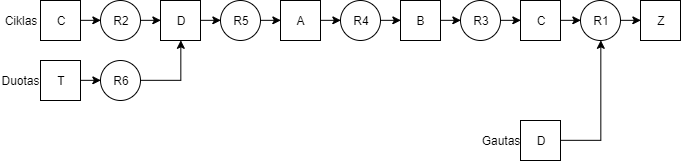 Ciklas C R2 D R5 A R4 B R3 C R1 Z
Duotas T R6
Gautas D